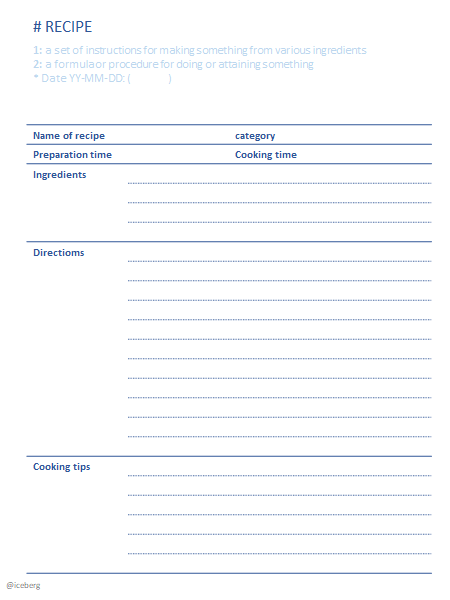 # RECIPE
1: a set of instructions for making something from various ingredients
2: a formula or procedure for doing or attaining something
* Date YY-MM-DD: (          )
Name of recipe category
Preparation time Cooking time
Ingredients
Directioms
Cooking tips
@iceberg